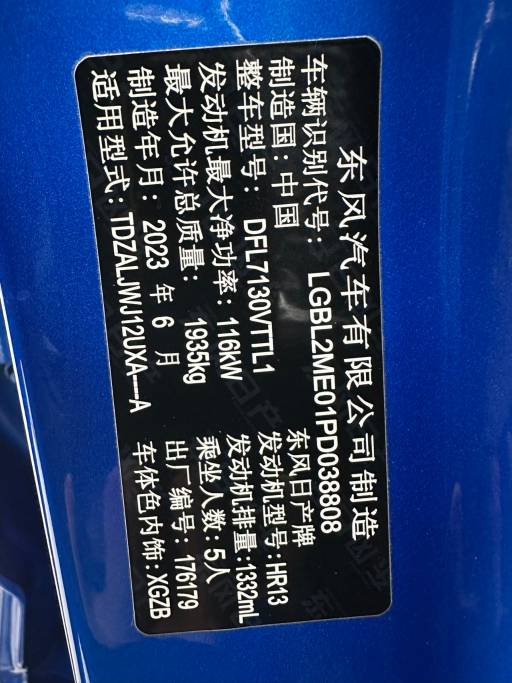 东风汽车有限公司制造
车辆识别代号: LGBL2ME01PD038808
制造国: 中国 东风日产牌
整车型号: DFL7130VTTL1 发动机型号: HR13
发动机最大净功率: 116kW 发动机排量: 1332mL
最大允许总质量: 1935kg 乘坐人数: 5人
制造年月: 2023 年 6 月 出厂编号: 176179
适用型式: TDZALJWJ12UXA---A 车体色内饰: XGZB